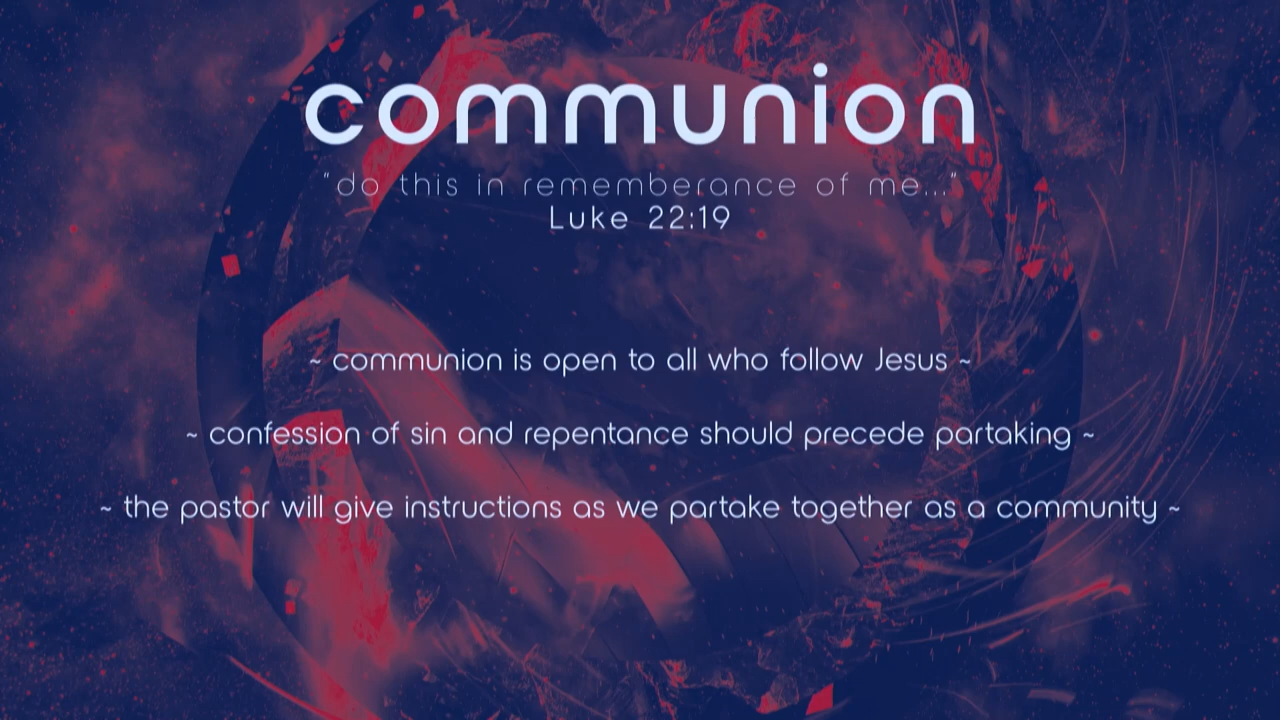 communion
"do this in rememberance of me..."
Luke 22:19
~ communion is open to all who follow Jesus ~
~ confession of sin and repentance should precede partaking ~
~ the pastor will give instructions as we partake together as a community ~